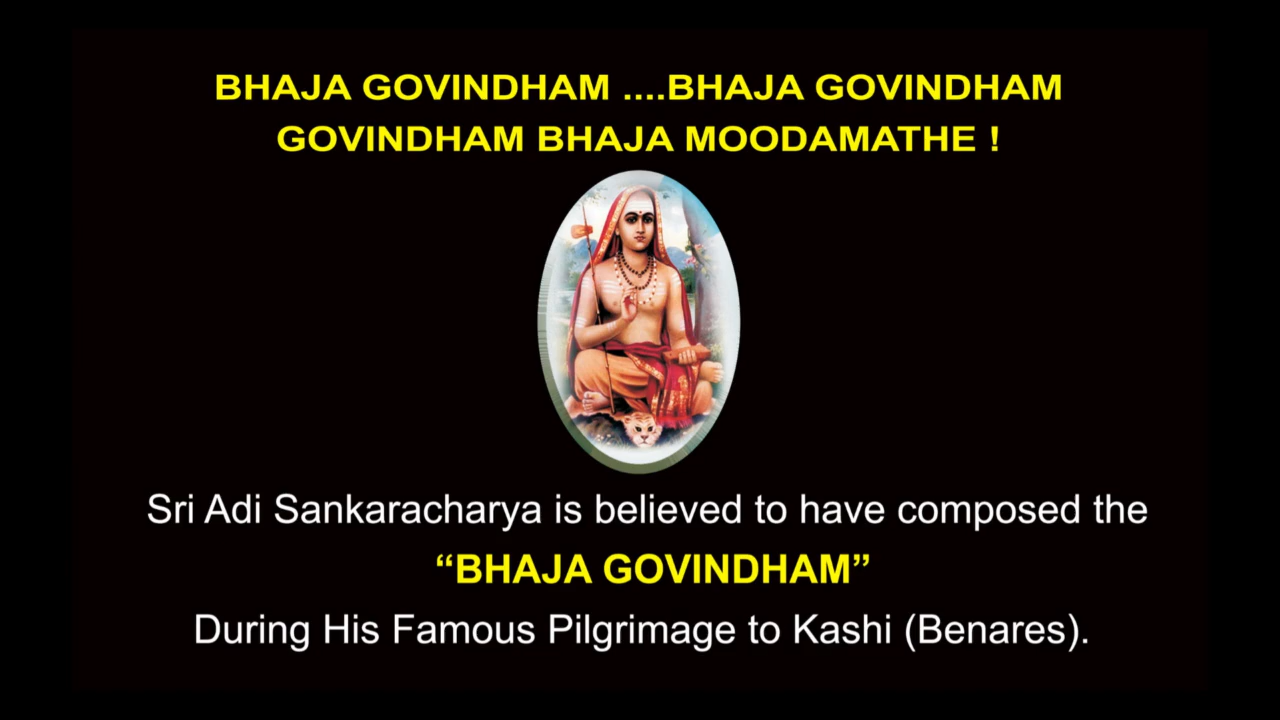 BHAJA GOVINDHAM ....BHAJA GOVINDHAM
GOVINDHAM BHAJA MOODAMATHE !
Sri Adi Sankaracharya is believed to have composed the
“BHAJA GOVINDHAM”
During His Famous Pilgrimage to Kashi (Benares).